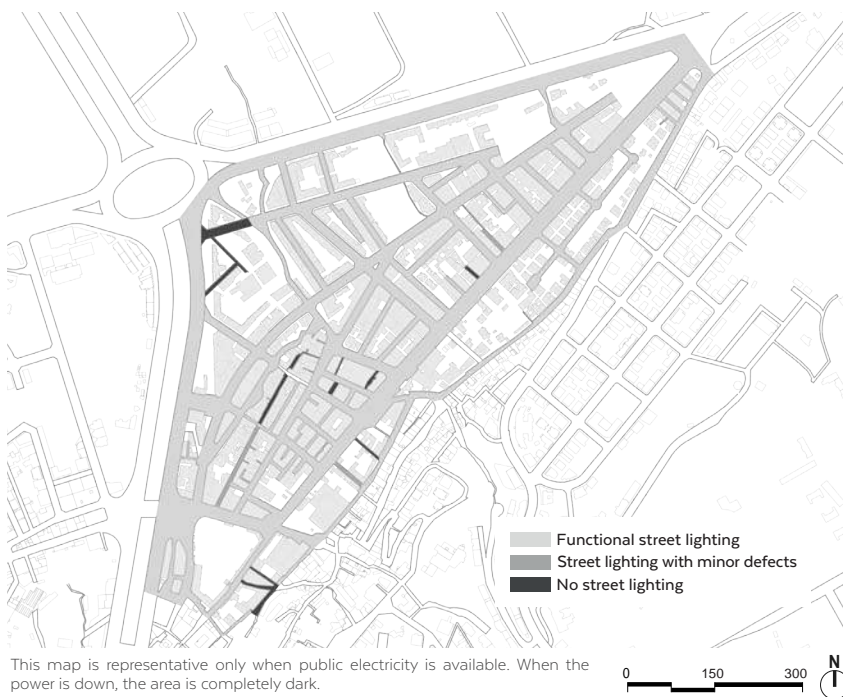 Functional street lighting
Street lighting with minor defects
No street lighting
This map is representative only when public electricity is available. When the
power is down, the area is completely dark.
0 150 300
N